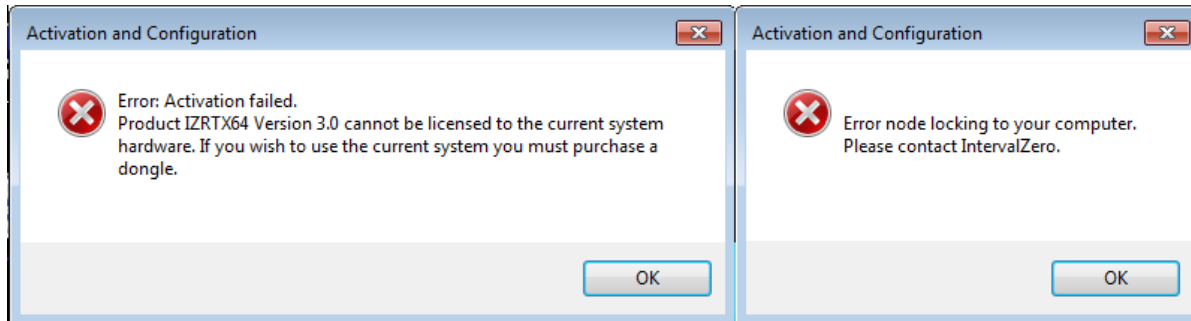 Activation and Configuration
Error: Activation failed.
Product IZRTX64 Version 3.0 cannot be licensed to the current system
hardware. If you wish to use the current system you must purchase a
dongle.
OK
Activation and Configuration
Error node locking to your computer.
Please contact IntervalZero.
OK